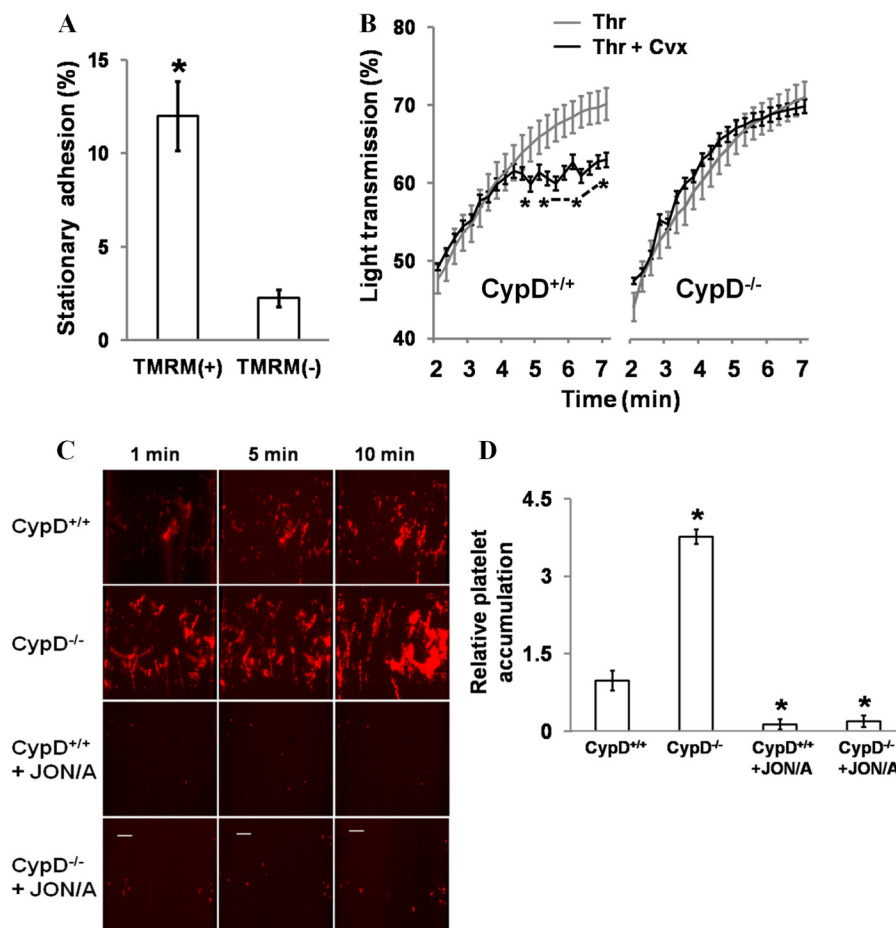 A
Stationary adhesion (%)
15
10
5
0
*
TMRM(+) TMRM(-)
B
Thr
Thr + Cvx
Light transmission (%)
80
70
60
50
40
* * * *
CypD+/+
CypD-/-
2 3 4 5 6 7 2 3 4 5 6 7
Time (min)
C
1 min 5 min 10 min
CypD+/+
CypD-/-
CypD+/+
+ JON/A
CypD-/-
+ JON/A
D
Relative platelet
accumulation
4.5
3
1.5
0
*
* *
CypD+/+ CypD-/- CypD+/+ CypD-/-
+JON/A +JON/A